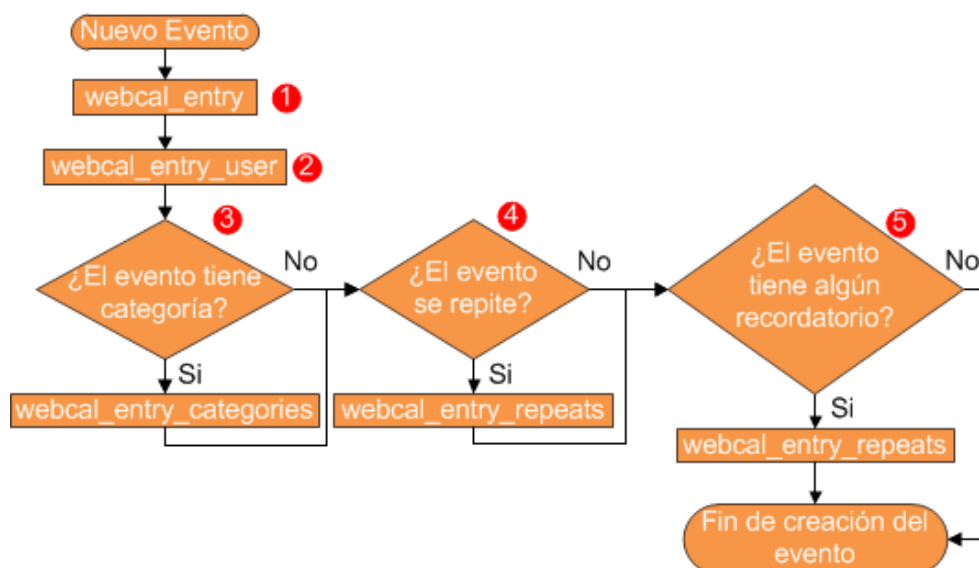 Nuevo Evento
webcal_entry
1
webcal_entry_user
2
3
¿El evento tiene
categoría?
No
Si
webcal_entry_categories
4
¿El evento
se repite?
No
Si
webcal_entry_repeats
5
¿El evento
tiene algún
recordatorio?
No
Si
webcal_entry_repeats
Fin de creación del
evento